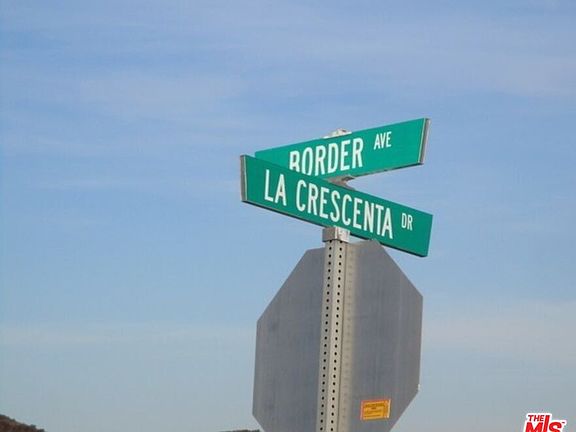 BORDER AVE
LA CRESCENTA DR
THE
MLS